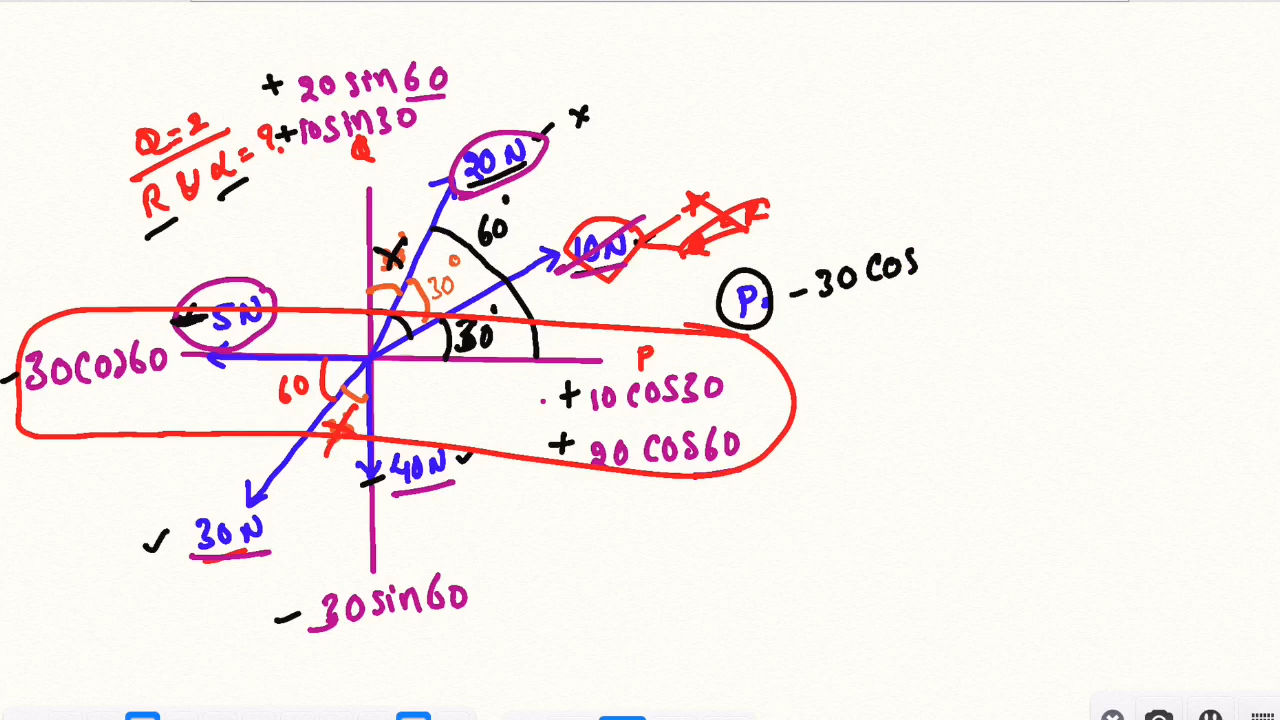 + 20 sin 60
+ 10 sin 30
Q = ?
R & α = ?
Q
20 N
×
60°
10 N
30°
30°
P. - 30 cos
- 5 N
- 30 cos 60
60
P
+ 10 cos 30
+ 20 cos 60
- 40 N
30 N
- 30 sin 60